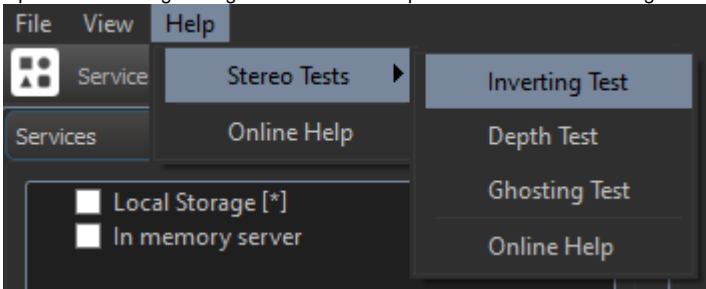 File View Help
Service
Stereo Tests
Inverting Test
Services
Online Help
Depth Test
Local Storage [*]
Ghosting Test
In memory server
Online Help